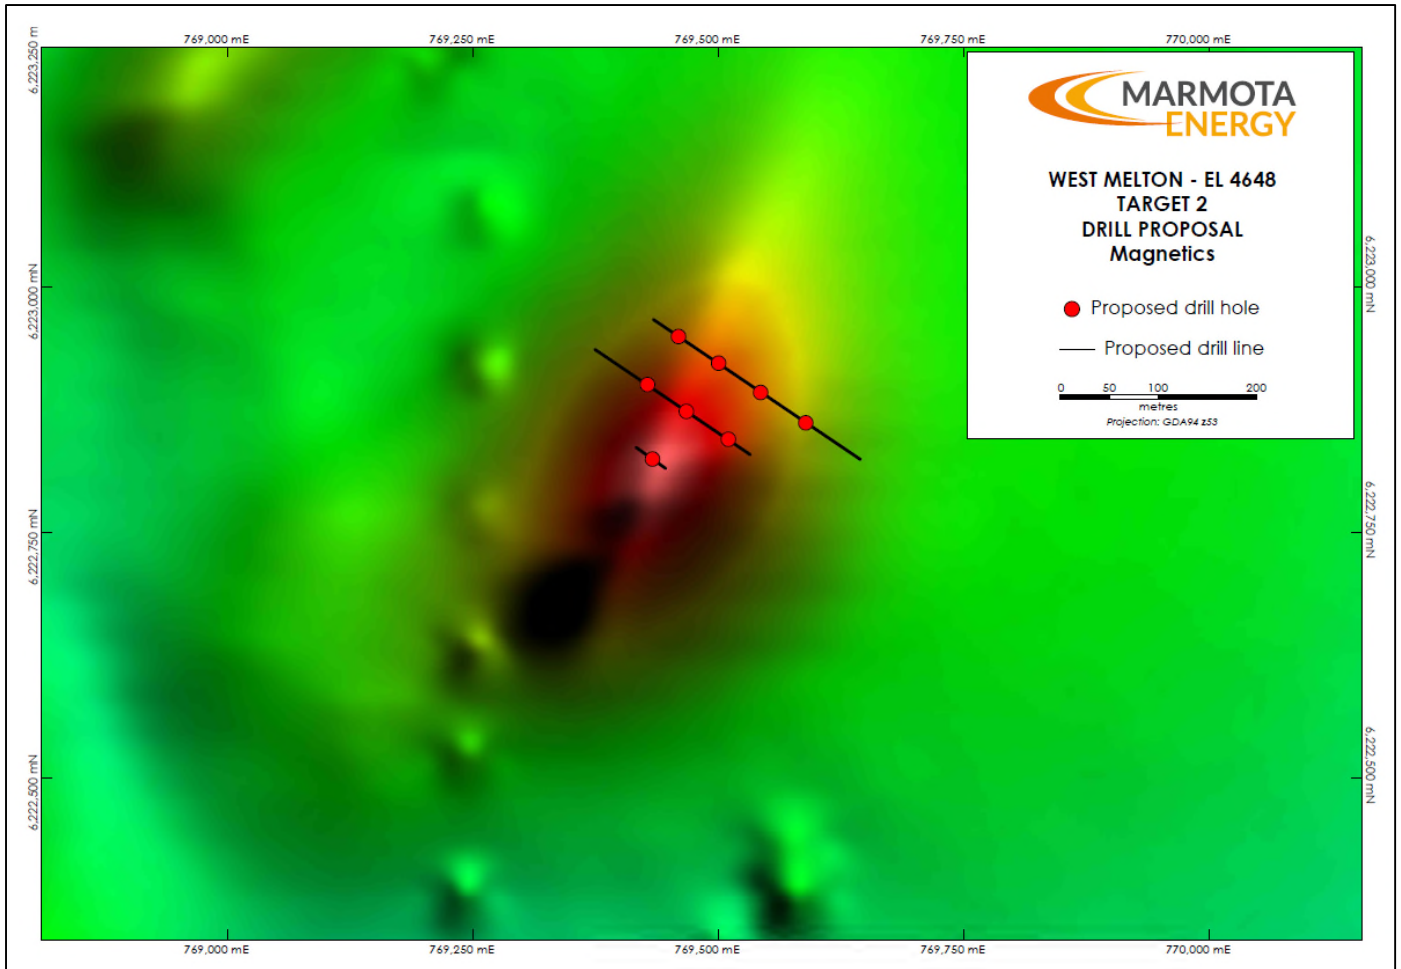 769,000 mE
769,250 mE
769,500 mE
769,750 mE
770,000 mE
6,223,250 m
MARMOTA
ENERGY
WEST MELTON - EL 4648
TARGET 2
DRILL PROPOSAL
Magnetics
Proposed drill hole
Proposed drill line
0 50 100 200
metres
Projection: GDA94 z53
6,223,000 mN
6,223,000 mN
6,222,750 mN
6,222,750 mN
6,222,500 mN
6,222,500 mN
769,000 mE
769,250 mE
769,500 mE
769,750 mE
770,000 mE